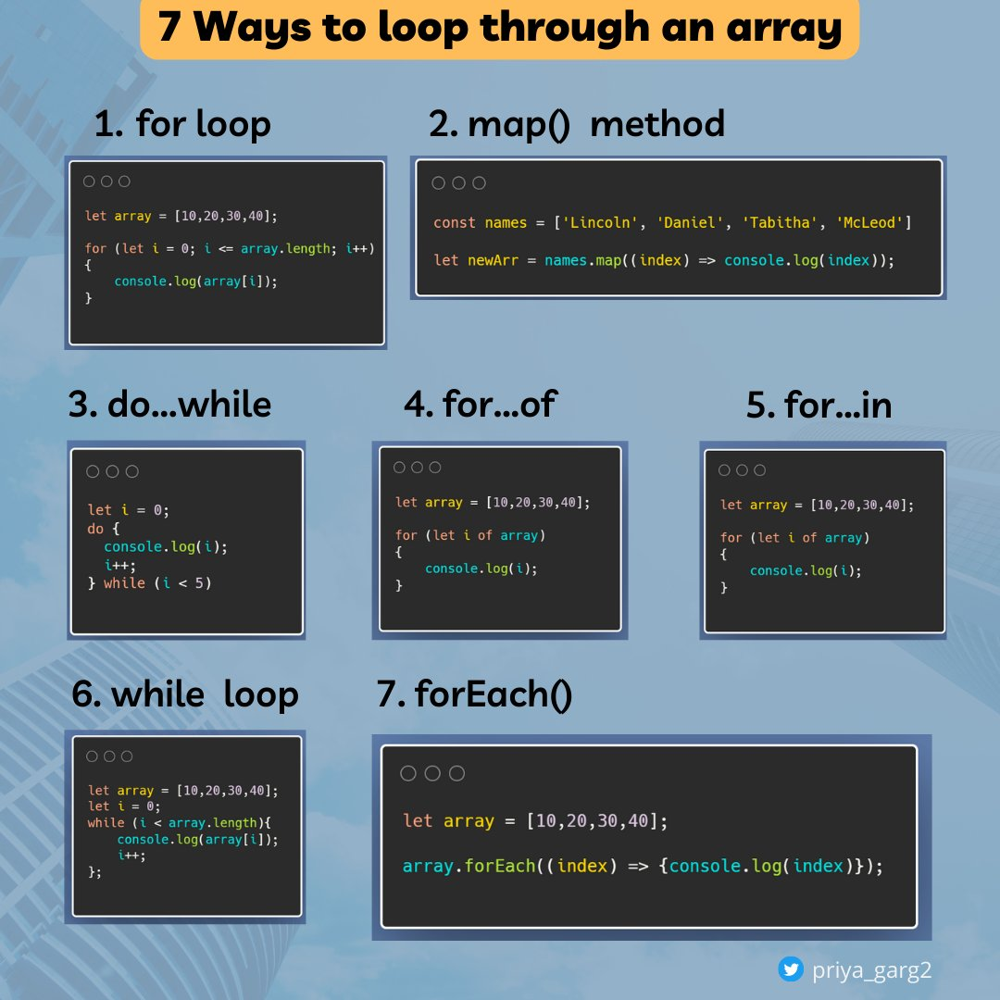 7 Ways to loop through an array
1. for loop
let array = [10,20,30,40];
for (let i = 0; i <= array.length; i++)
{
    console.log(array[i]);
}
2. map() method
const names = ['Lincoln', 'Daniel', 'Tabitha', 'McLeod']
let newArr = names.map((index) => console.log(index));
3. do...while
let i = 0;
do {
  console.log(i);
  i++;
} while (i < 5)
4. for...of
let array = [10,20,30,40];
for (let i of array)
{
    console.log(i);
}
5. for...in
let array = [10,20,30,40];
for (let i of array)
{
    console.log(i);
}
6. while loop
let array = [10,20,30,40];
let i = 0;
while (i < array.length){
    console.log(array[i]);
    i++;
};
7. forEach()
let array = [10,20,30,40];
array.forEach((index) => {console.log(index)});
priya_garg2